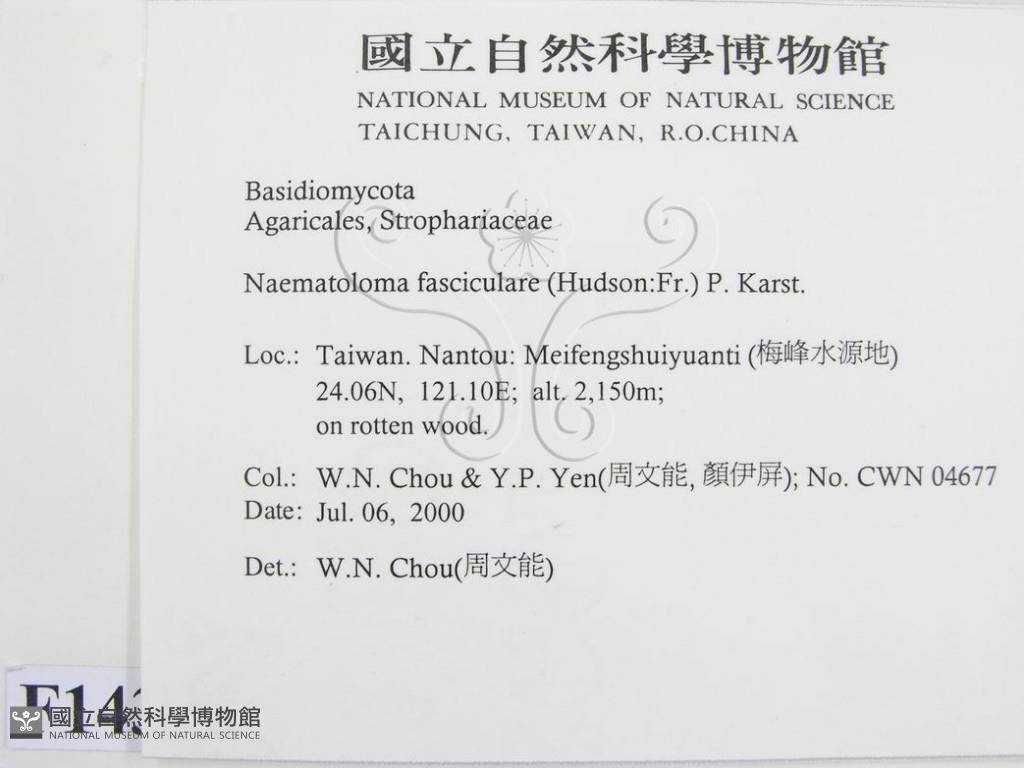 國立自然科學博物館
NATIONAL MUSEUM OF NATURAL SCIENCE
TAICHUNG, TAIWAN, R.O.CHINA
Basidiomycota
Agaricales, Strophariaceae
Naematoloma fasciculare (Hudson:Fr.) P. Karst.
Loc.: Taiwan. Nantou: Meifengshuiyuanti (梅峰水源地)
24.06N, 121.10E; alt. 2,150m;
on rotten wood.
Col.: W.N. Chou & Y.P. Yen(周文能, 顏伊屏); No. CWN 04677
Date: Jul. 06, 2000
Det.: W.N. Chou(周文能)
國立自然科學博物館
NATIONAL MUSEUM OF NATURAL SCIENCE